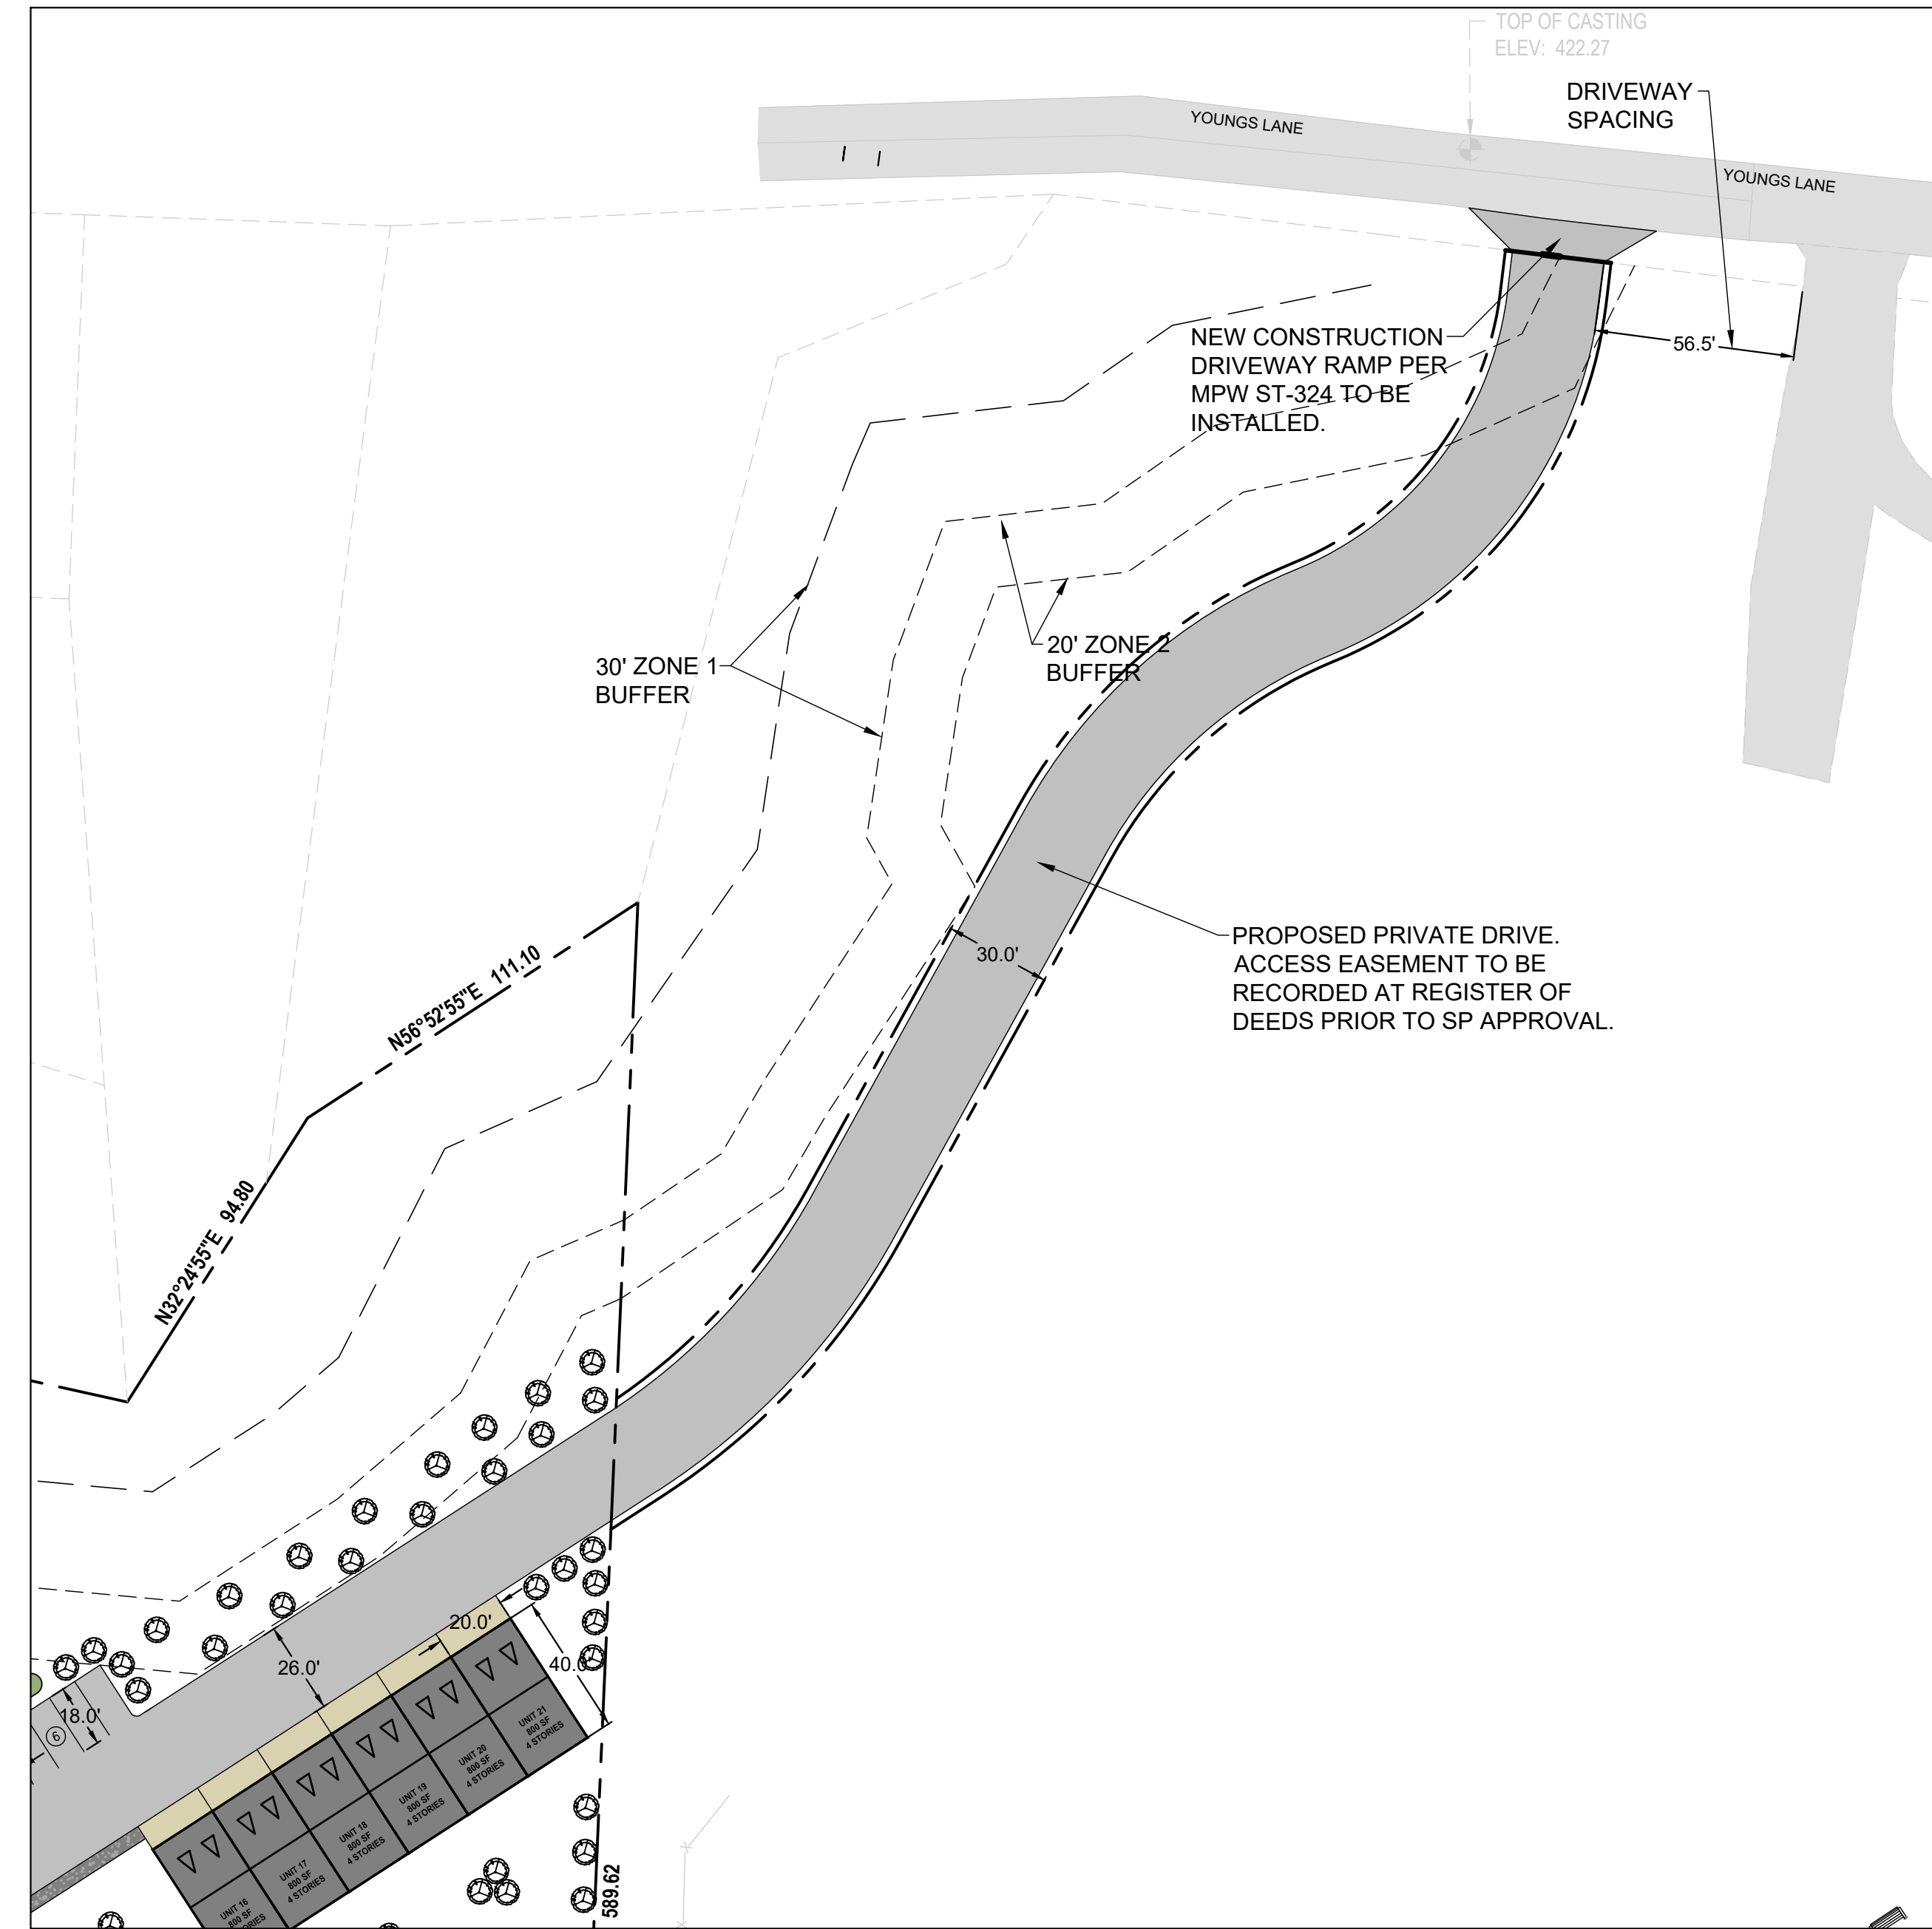 TOP OF CASTING
ELEV: 422.27
DRIVEWAY
SPACING
YOUNGS LANE
YOUNGS LANE
NEW CONSTRUCTION
DRIVEWAY RAMP PER
MPW ST-324 TO BE
INSTALLED.
56.5'
30' ZONE 1
BUFFER
20' ZONE 2
BUFFER
PROPOSED PRIVATE DRIVE.
ACCESS EASEMENT TO BE
RECORDED AT REGISTER OF
DEEDS PRIOR TO SP APPROVAL.
30.0'
N56°52'55"E 111.10
N32°24'55"E 94.80
20.0'
26.0'
40.0'
18.0'
6
UNIT 21
800 SF
4 STORIES
UNIT 20
800 SF
4 STORIES
UNIT 19
800 SF
4 STORIES
UNIT 18
800 SF
4 STORIES
UNIT 17
800 SF
4 STORIES
UNIT 16
800 SF
ORIES
589.62